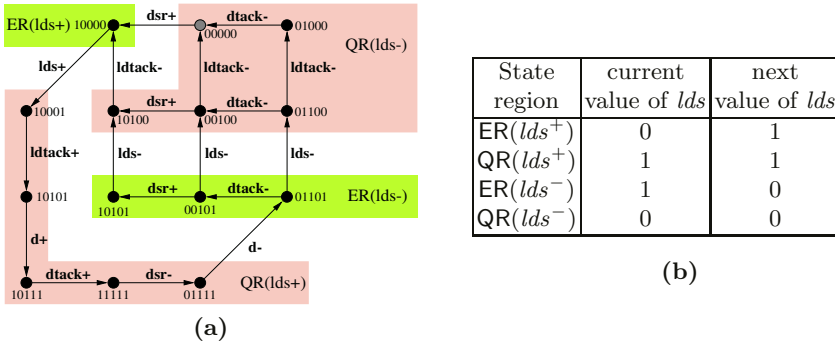 ER(lds+) 10000 dsr+ 00000 dtack- 01000
QR(lds-)
lds+ ldtack- ldtack- ldtack-
10001 dsr+ dtack-
10100 00100 01100
ldtack+ lds- lds- lds-
10101 dsr+ dtack- 01101 ER(lds-)
10101 00101
d+ d-
dtack+ dsr- QR(lds+)
10111 11111 01111
(a)
State current next
region value of lds value of lds
ER(lds+) 0 1
QR(lds+) 1 1
ER(lds−) 1 0
QR(lds−) 0 0
(b)